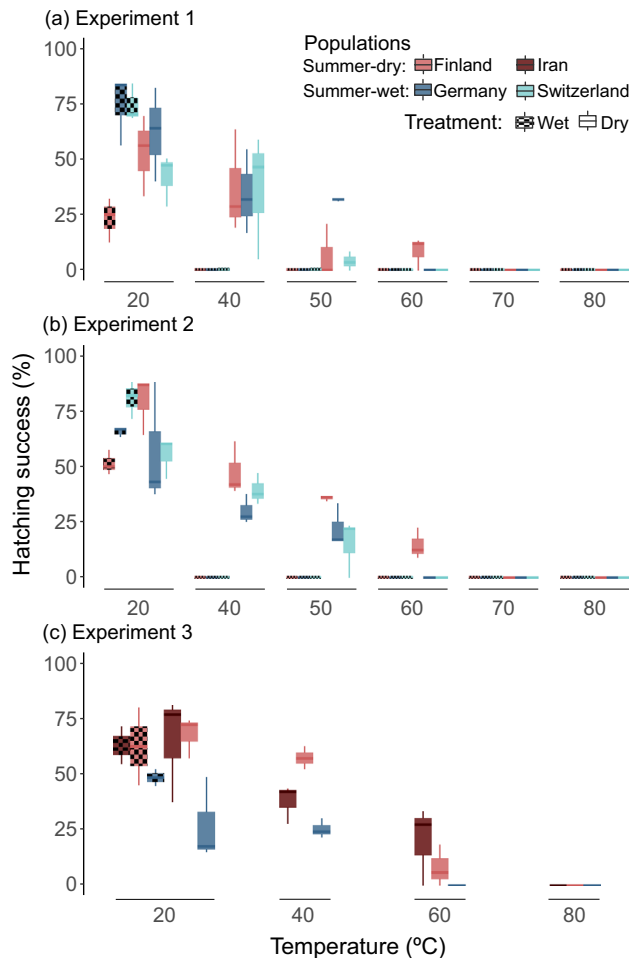 (a) Experiment 1
Populations
Summer-dry: Finland Iran
Summer-wet: Germany Switzerland
Treatment: Wet Dry
100
75
50
25
0
20 40 50 60 70 80
(b) Experiment 2
100
75
50
25
0
20 40 50 60 70 80
Hatching success (%)
(c) Experiment 3
100
75
50
25
0
20 40 60 80
Temperature (ºC)